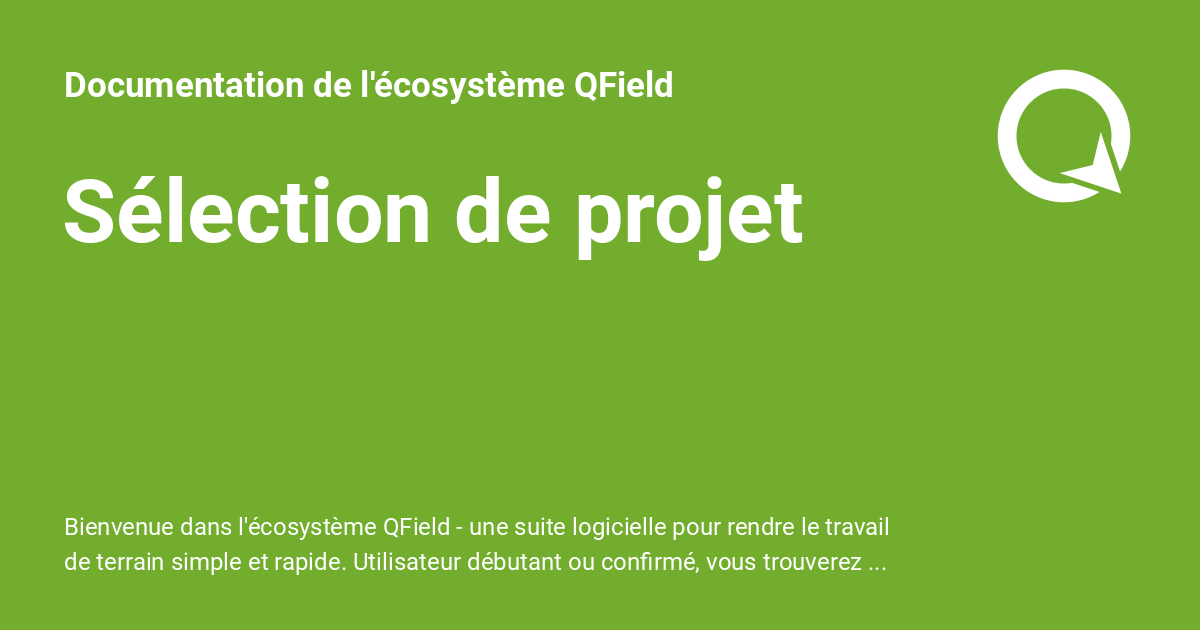 Documentation de l'écosystème QField
Sélection de projet
Bienvenue dans l'écosystème QField - une suite logicielle pour rendre le travail
de terrain simple et rapide. Utilisateur débutant ou confirmé, vous trouverez ...